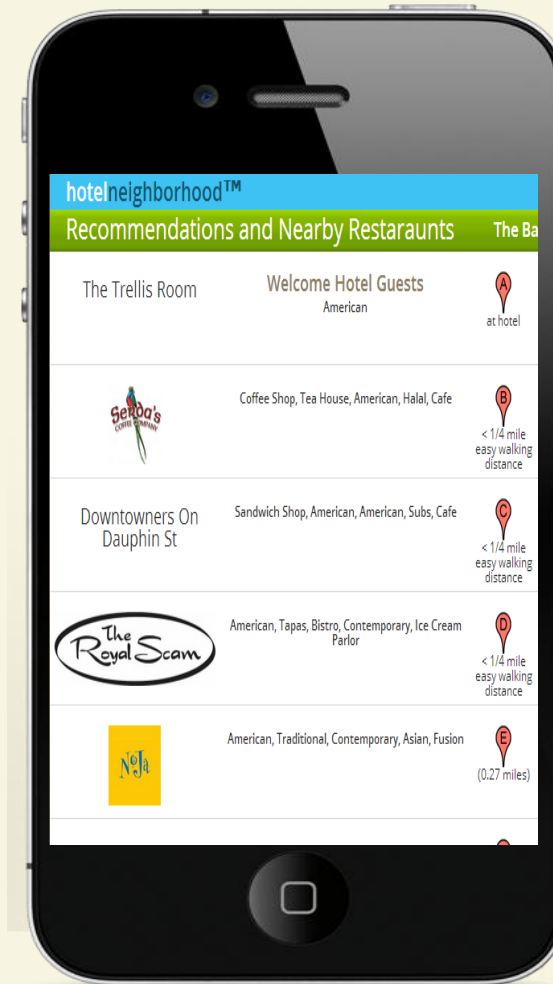 hotelneighborhood™
Recommendations and Nearby Restaraunts The Ba
The Trellis Room
Welcome Hotel Guests
American
A
at hotel
Serda's
COFFEE COMPANY
Coffee Shop, Tea House, American, Halal, Cafe
B
< 1/4 mile
easy walking
distance
Downtowners On
Dauphin St
Sandwich Shop, American, American, Subs, Cafe
C
< 1/4 mile
easy walking
distance
The
Royal Scam
American, Tapas, Bistro, Contemporary, Ice Cream
Parlor
D
< 1/4 mile
easy walking
distance
NoJa
American, Traditional, Contemporary, Asian, Fusion
E
(0.27 miles)